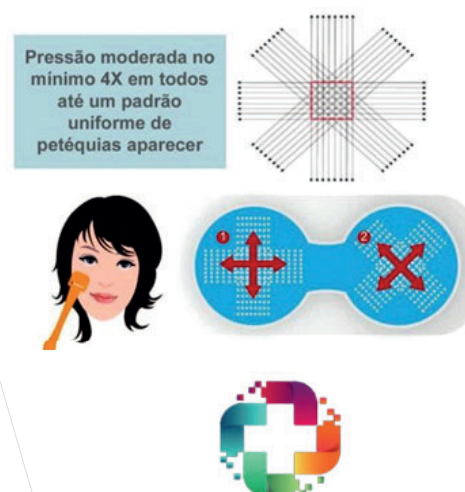 Pressão moderada no
mínimo 4X em todos
até um padrão
uniforme de
petéquias aparecer
1
2